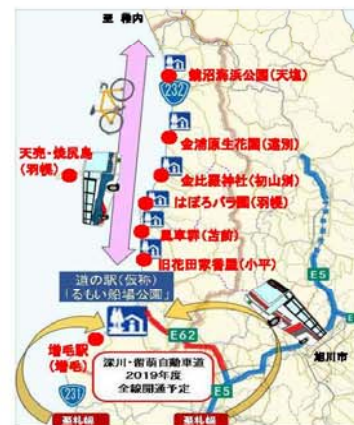 至 稚内
鏡沼海浜公園(天塩)
232
金浦原生花園(遠別)
天売・焼尻島
(羽幌)
金比羅神社(初山別)
はぼろバラ園(羽幌)
風車群(苫前)
旧花田家番屋(小平)
道の駅(仮称)
「るもい船場公園」
E5
E62
増毛駅
(増毛)
旭川市
深川・留萌自動車道
2019年度
全線開通予定
E5
231
至札幌
至札幌